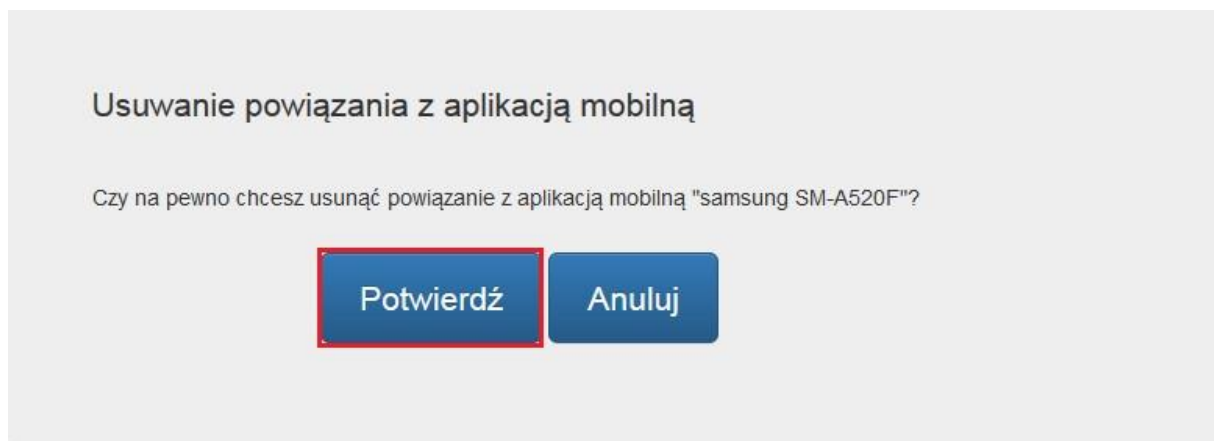 Usuwanie powiązania z aplikacją mobilną
Czy na pewno chcesz usunąć powiązanie z aplikacją mobilną "samsung SM-A520F"?
Potwierdź Anuluj